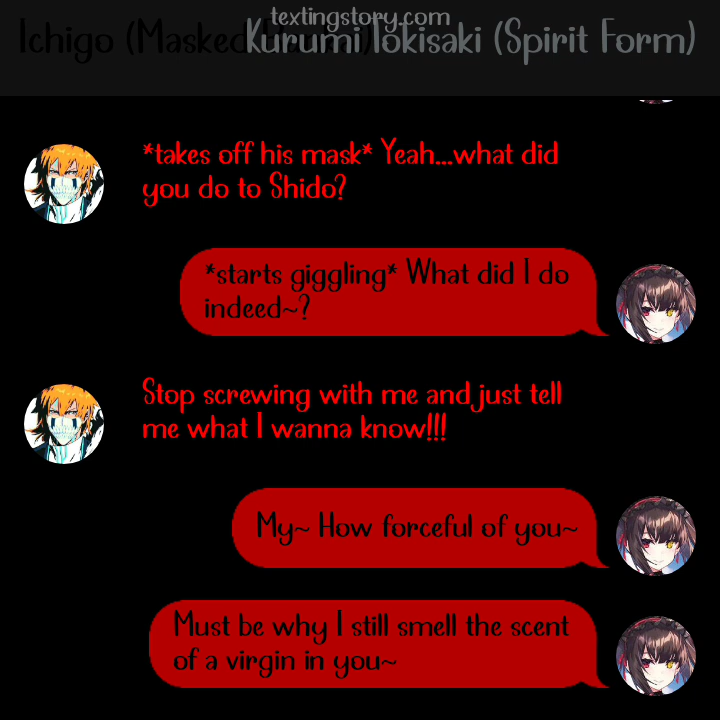 textingstory.com
Ichigo (Masked
Kurumi Tokisaki (Spirit Form)
*takes off his mask* Yeah...what did
you do to Shido?
*starts giggling* What did I do
indeed~?
Stop screwing with me and just tell
me what I wanna know!!!
My~ How forceful of you~
Must be why I still smell the scent
of a virgin in you~